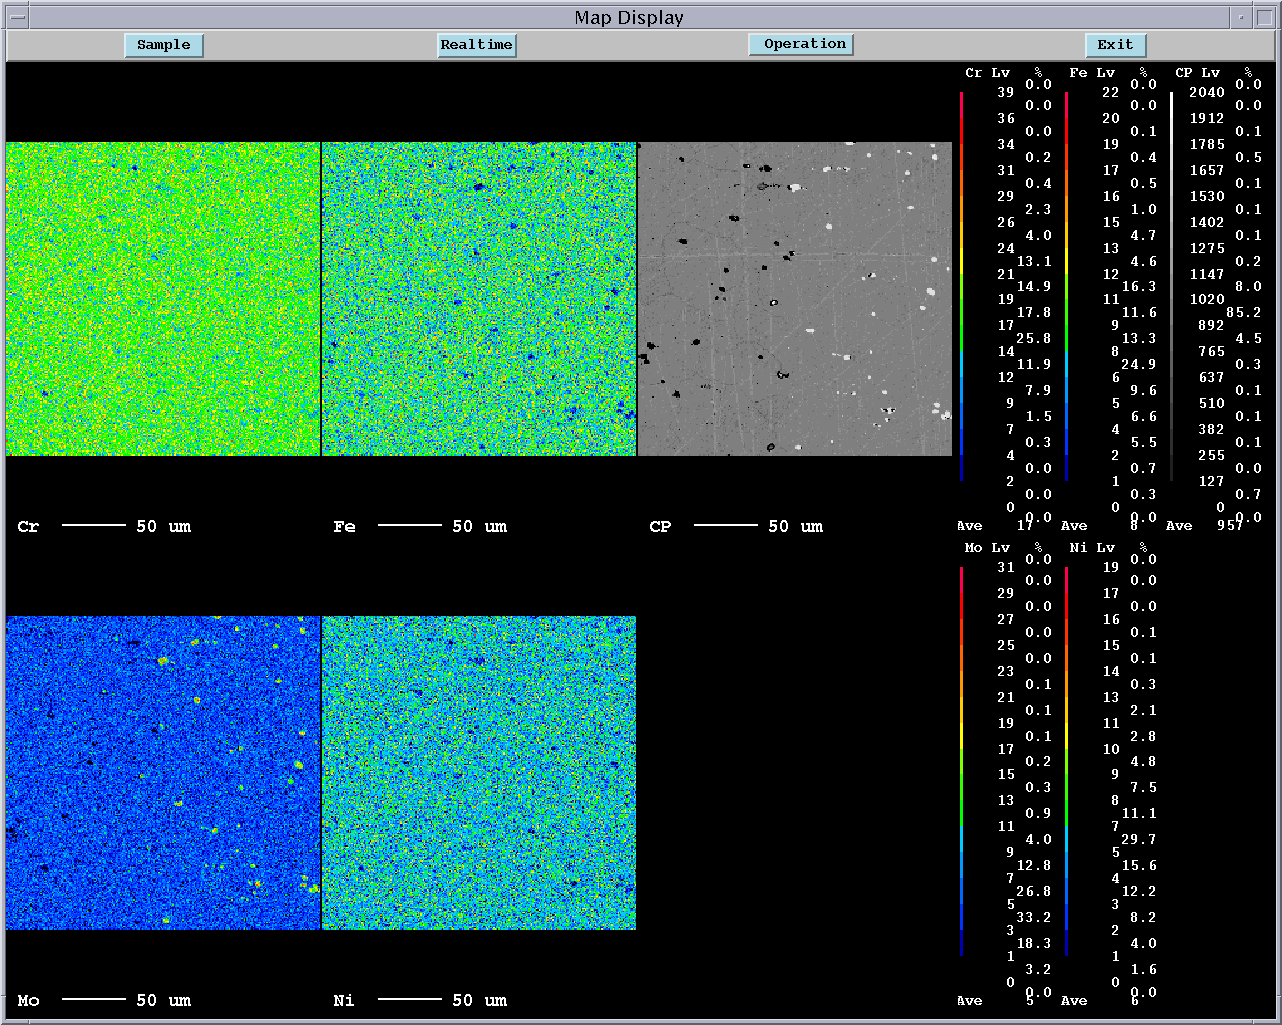 Map Display
Sample Realtime Operation Exit
Cr Lv % Fe Lv % CP Lv %
0.0 0.0 0.0
39 22 2040
0.0 0.0 0.0
36 20 1912
0.0 0.1 0.1
34 19 1785
0.2 0.4 0.5
31 17 1657
0.4 0.5 0.1
29 16 1530
2.3 1.0 0.1
26 15 1402
4.0 4.7 0.1
24 13 1275
13.1 4.6 0.2
21 12 1147
14.9 16.3 8.0
19 11 1020
17.8 11.6 85.2
17 9 892
25.8 13.3 4.5
14 8 765
11.9 24.9 0.3
12 6 637
7.9 9.6 0.1
9 5 510
1.5 6.6 0.1
7 4 382
0.3 5.5 0.1
4 2 255
0.0 0.7 0.0
2 1 127
0.0 0.3 0.7
0 0 0
0.0 0.0 0.0
Cr 50 um Fe 50 um CP 50 um
Ave 17 Ave 8 Ave 957
Mo Lv % Ni Lv %
0.0 0.0
31 19
0.0 0.0
29 17
0.0 0.0
27 16
0.0 0.1
25 15
0.0 0.1
23 14
0.1 0.3
21 13
0.1 2.1
19 11
0.1 2.8
17 10
0.2 4.8
15 9
0.3 7.5
13 8
0.9 11.1
11 7
4.0 29.7
9 5
12.8 15.6
7 4
26.8 12.2
5 3
33.2 8.2
3 2
18.3 4.0
1 1
3.2 1.6
0 0
0.0 0.0
Mo 50 um Ni 50 um
Ave 5 Ave 6